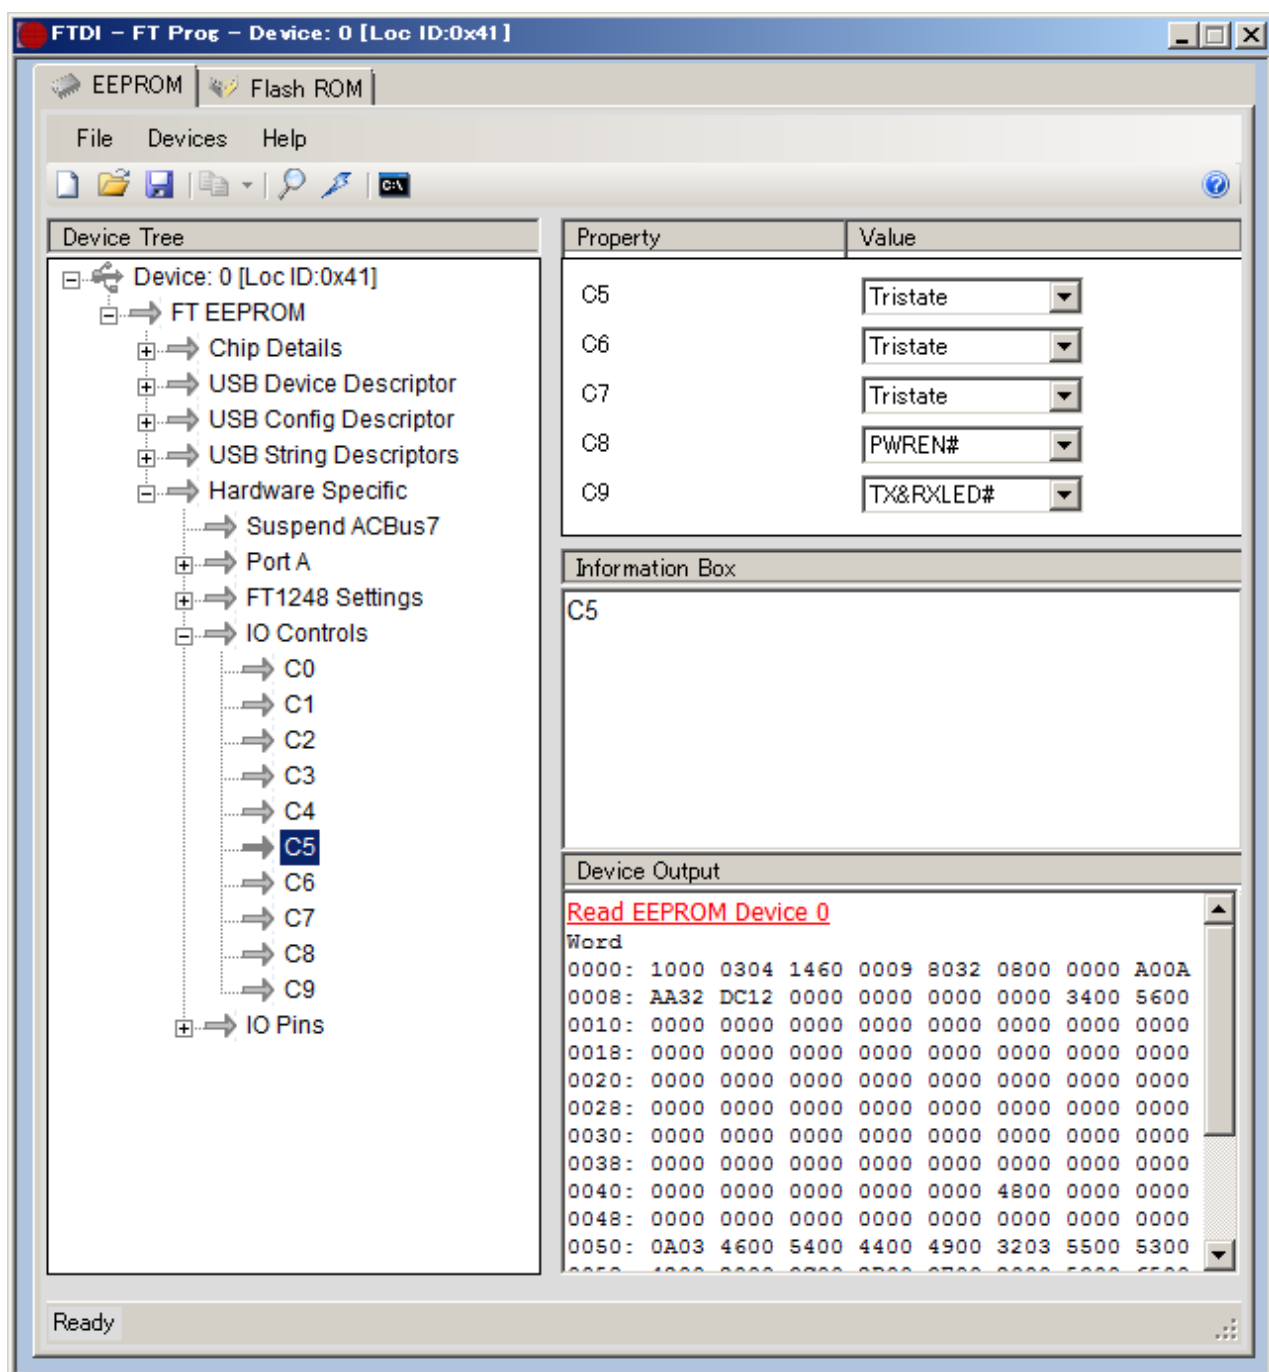 FTDI - FT Prog - Device: 0 [Loc ID:0x41]
EEPROM
Flash ROM
File Devices Help
C:\
Device Tree
Device: 0 [Loc ID:0x41]
FT EEPROM
Chip Details
USB Device Descriptor
USB Config Descriptor
USB String Descriptors
Hardware Specific
Suspend ACBus7
Port A
FT1248 Settings
IO Controls
C0
C1
C2
C3
C4
C5
C6
C7
C8
C9
IO Pins
Property Value
C5 Tristate
C6 Tristate
C7 Tristate
C8 PWREN#
C9 TX&RXLED#
Information Box
C5
Device Output
Read EEPROM Device 0
Word
0000: 1000 0304 1460 0009 8032 0800 0000 A00A
0008: AA32 DC12 0000 0000 0000 0000 3400 5600
0010: 0000 0000 0000 0000 0000 0000 0000 0000
0018: 0000 0000 0000 0000 0000 0000 0000 0000
0020: 0000 0000 0000 0000 0000 0000 0000 0000
0028: 0000 0000 0000 0000 0000 0000 0000 0000
0030: 0000 0000 0000 0000 0000 0000 0000 0000
0038: 0000 0000 0000 0000 0000 0000 0000 0000
0040: 0000 0000 0000 0000 0000 4800 0000 0000
0048: 0000 0000 0000 0000 0000 0000 0000 0000
0050: 0A03 4600 5400 4400 4900 3203 5500 5300
Ready